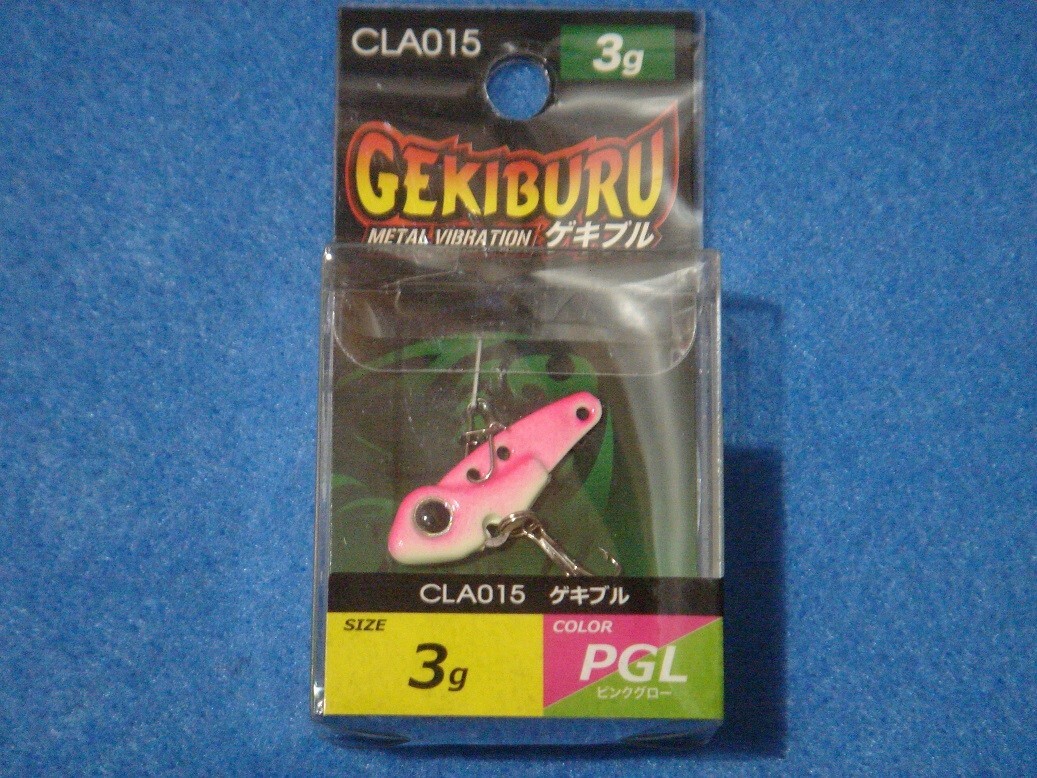 CLA015 3g
GEKIBURU
METAL VIBRATION ゲキブル
CLA015 ゲキブル
SIZE
3g
COLOR
PGL
ピンクグロー